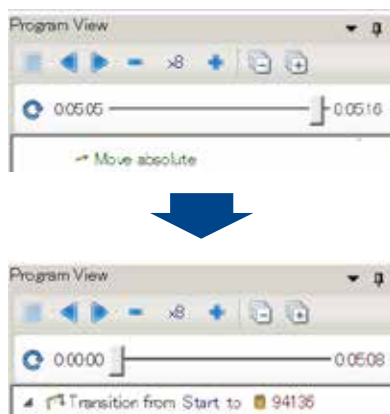 Program View
x8
0:05:05 0:05:16
Move absolute
Program View
x8
0:00:00 0:05:08
Transition from Start to 94136